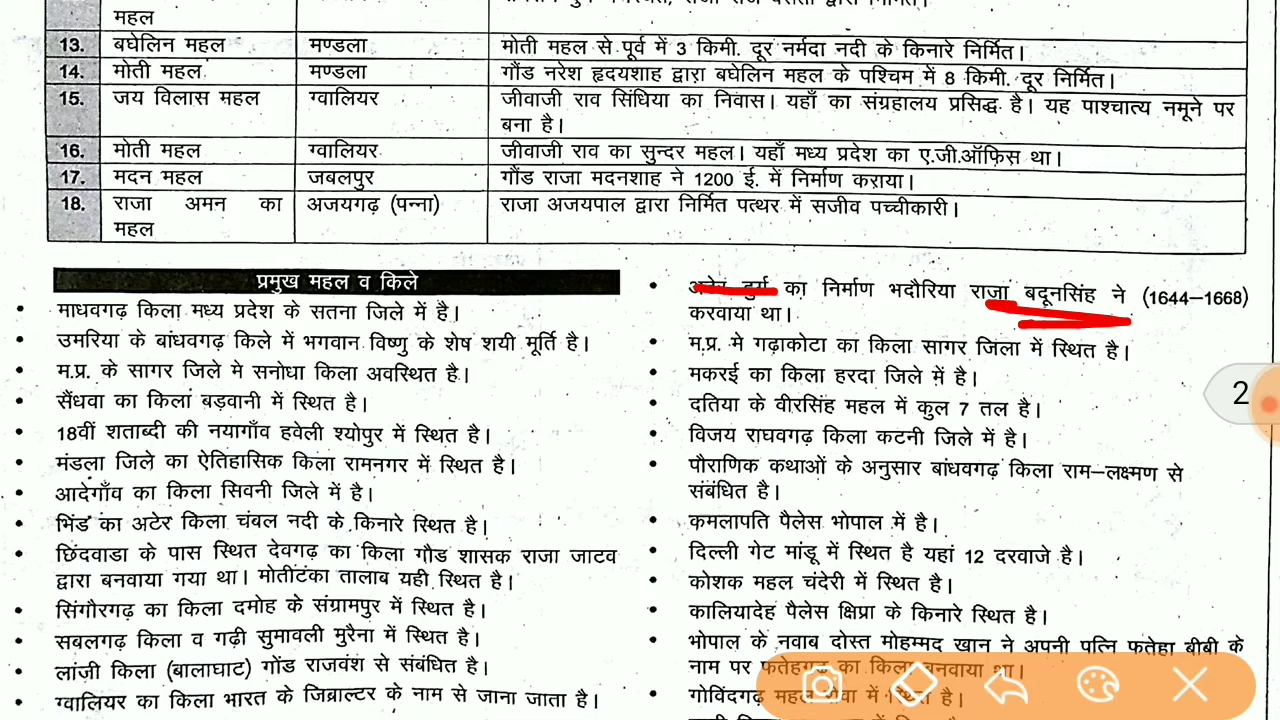 महल
13. बघेलिन महल मण्डला मोती महल से पूर्व में 3 किमी. दूर नर्मदा नदी के किनारे निर्मित।
14. मोती महल मण्डला गौंड नरेश हृदयशाह द्वारा बघेलिन महल के पश्चिम में 8 किमी. दूर निर्मित।
15. जय विलास महल ग्वालियर जीवाजी राव सिंधिया का निवास। यहाँ का संग्रहालय प्रसिद्ध है। यह पाश्चात्य नमूने पर
बना है।
16. मोती महल ग्वालियर जीवाजी राव का सुन्दर महल। यहाँ मध्य प्रदेश का ए.जी.ऑफिस था।
17. मदन महल जबलपुर गौंड राजा मदनशाह ने 1200 ई. में निर्माण कराया।
18. राजा अमन का अजयगढ़ (पन्ना) राजा अजयपाल द्वारा निर्मित पत्थर में सजीव पच्चीकारी।
महल
प्रमुख महल व किले
• माधवगढ़ किला मध्य प्रदेश के सतना जिले में है।
• उमरिया के बांधवगढ़ किले में भगवान विष्णु के शेष शयी मूर्ति है।
• म.प्र. के सागर जिले मे सनोधा किला अवस्थित है।
• सैंधवा का किला बड़वानी में स्थित है।
• 18वीं शताब्दी की नयागाँव हवेली श्योपुर में स्थित है।
• मंडला जिले का ऐतिहासिक किला रामनगर में स्थित है।
• आदेगाँव का किला सिवनी जिले में है।
• भिंड का अटेर किला चंबल नदी के किनारे स्थित है।
• छिंदवाडा के पास स्थित देवगढ़ का किला गौड शासक राजा जाटव
द्वारा बनवाया गया था। मोतीटंका तालाब यही स्थित है।
• सिंगौरगढ़ का किला दमोह के संग्रामपुर में स्थित है।
• सबलगढ़ किला व गढ़ी सुमावली मुरैना में स्थित है।
• लांज़ी किला (बालाघाट) गोंड राजवंश से संबंधित है।
• ग्वालियर का किला भारत के जिब्राल्टर के नाम से जाना जाता है।
• दुर्ग का निर्माण भदौरिया राजा बदूनसिंह ने (1644–1668)
करवाया था।
• म.प्र. मे गढ़ाकोटा का किला सागर जिला में स्थित है।
• मकरई का किला हरदा जिले में है।
• दतिया के वीरसिंह महल में कुल 7 तल है।
• विजय राघवगढ़ किला कटनी जिले में है।
• पौराणिक कथाओं के अनुसार बांधवगढ़ किला राम–लक्ष्मण से
संबंधित है।
• कमलापति पैलेस भोपाल में है।
• दिल्ली गेट मांडू में स्थित है यहां 12 दरवाजे है।
• कोशक महल चंदेरी में स्थित है।
• कालियादेह पैलेस क्षिप्रा के किनारे स्थित है।
• भोपाल के नवाब दोस्त मोहम्मद खान ने अपनी पत्नि फतेहा बीबी के
नाम पर फतेहगढ़ का किला बनवाया था।
• गोविंदगढ़ महल रीवा में स्थित है।
2